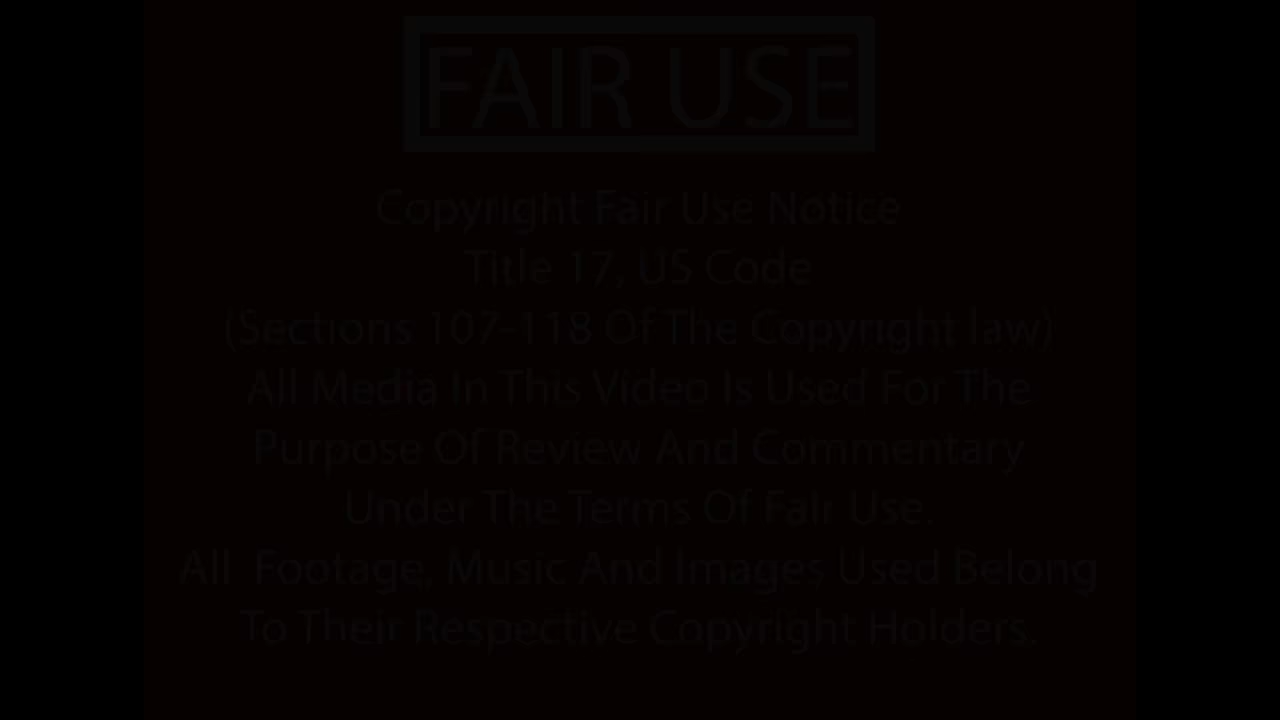 FAIR USE
Copyright Fair Use Notice
Title 17, US Code
(Sections 107-118 Of The Copyright law)
All Media In This Video Is Used For The
Purpose Of Review And Commentary
Under The Terms Of Fair Use.
All Footage, Music And Images Used Belong
To Their Respective Copyright Holders.